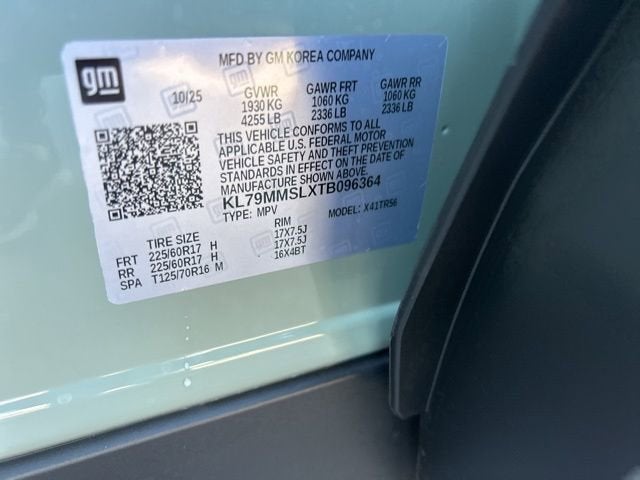 gm
MFD BY GM KOREA COMPANY
10/25 GVWR GAWR FRT GAWR RR
1930 KG 1060 KG 1060 KG
4255 LB 2336 LB 2336 LB
THIS VEHICLE CONFORMS TO ALL
APPLICABLE U.S. FEDERAL MOTOR
VEHICLE SAFETY AND THEFT PREVENTION
STANDARDS IN EFFECT ON THE DATE OF
MANUFACTURE SHOWN ABOVE.
KL79MMSLXTB096364
TYPE: MPV MODEL: X41TR56
TIRE SIZE RIM
FRT 225/60R17 H 17X7.5J
RR 225/60R17 H 17X7.5J
SPA T125/70R16 M 16X4BT